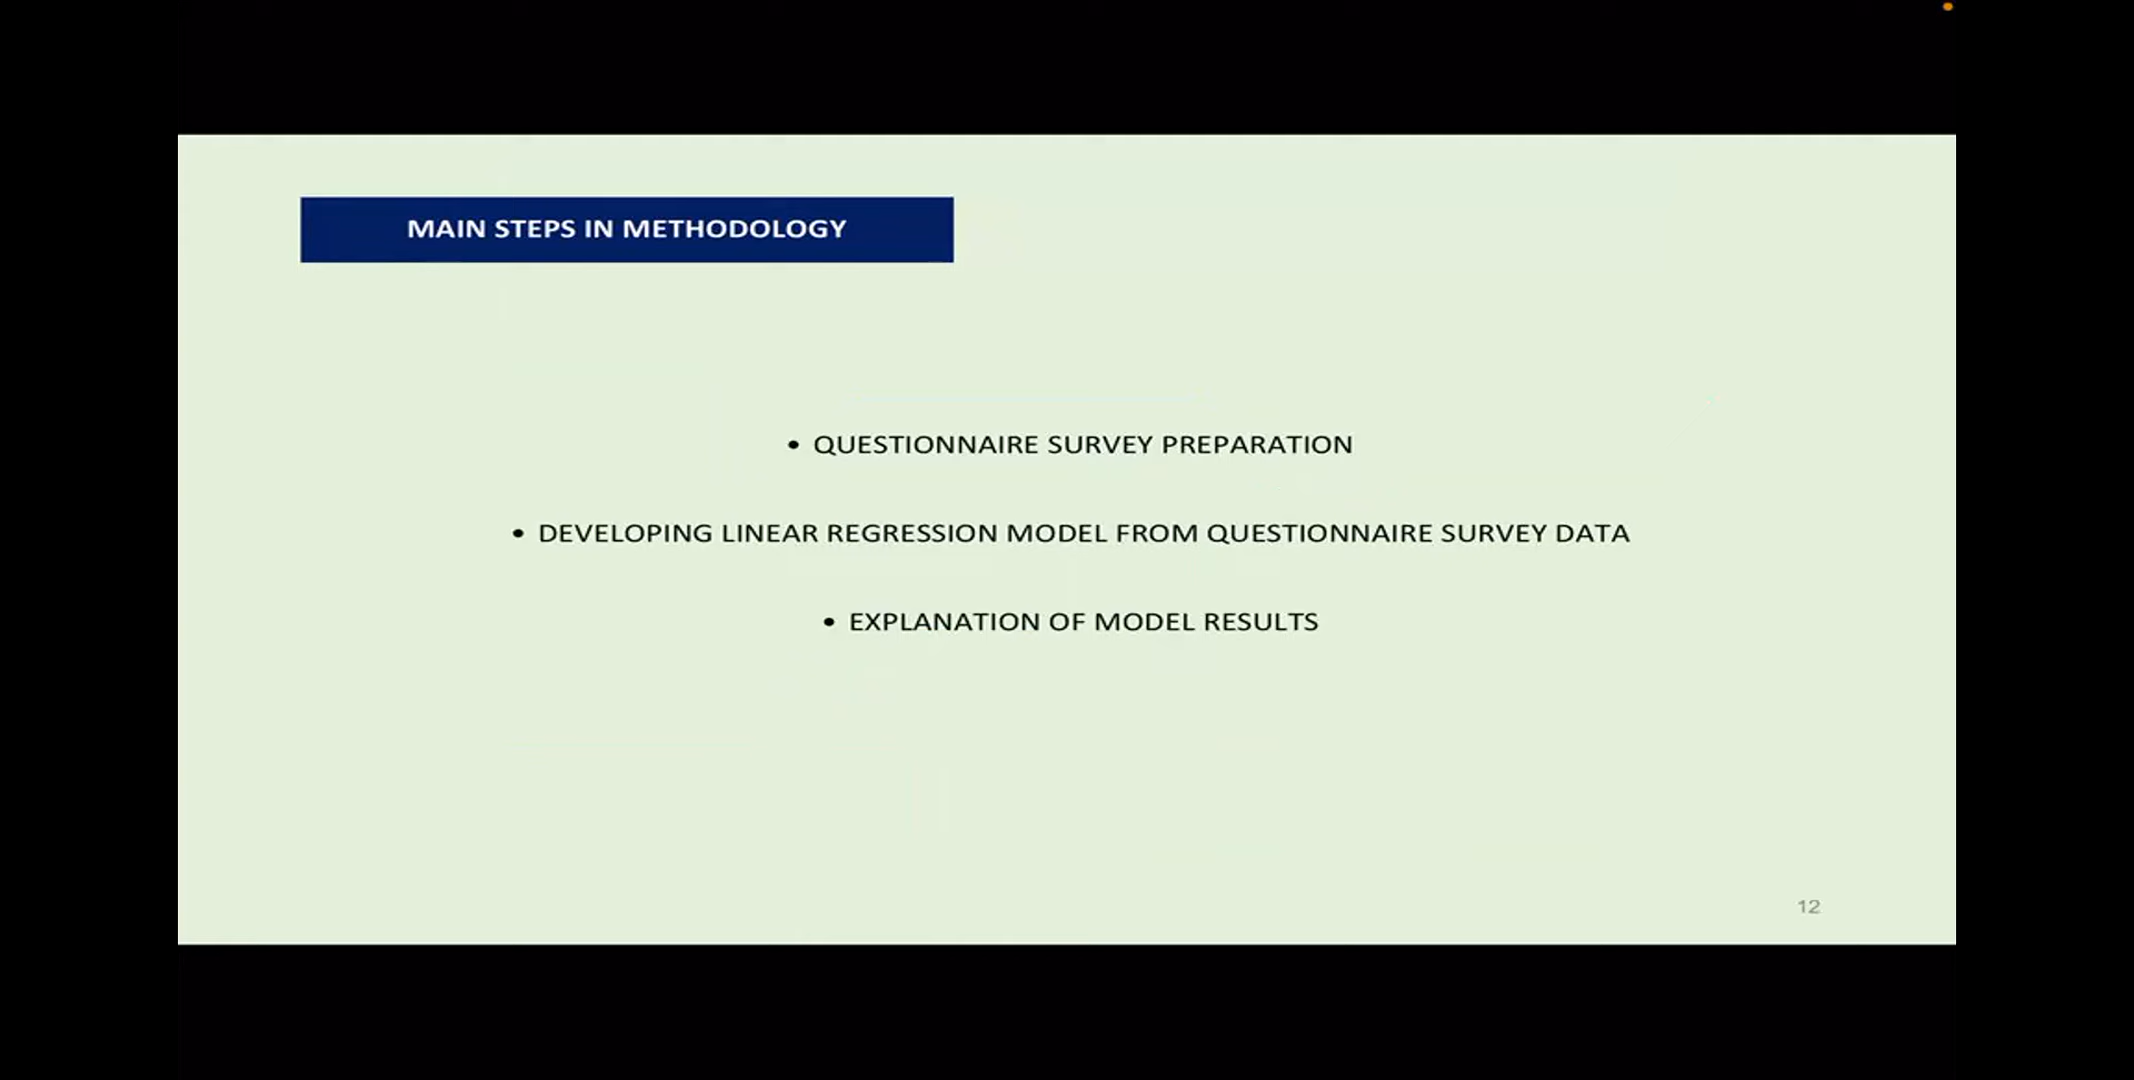 MAIN STEPS IN METHODOLOGY
• QUESTIONNAIRE SURVEY PREPARATION
• DEVELOPING LINEAR REGRESSION MODEL FROM QUESTIONNAIRE SURVEY DATA
• EXPLANATION OF MODEL RESULTS
12